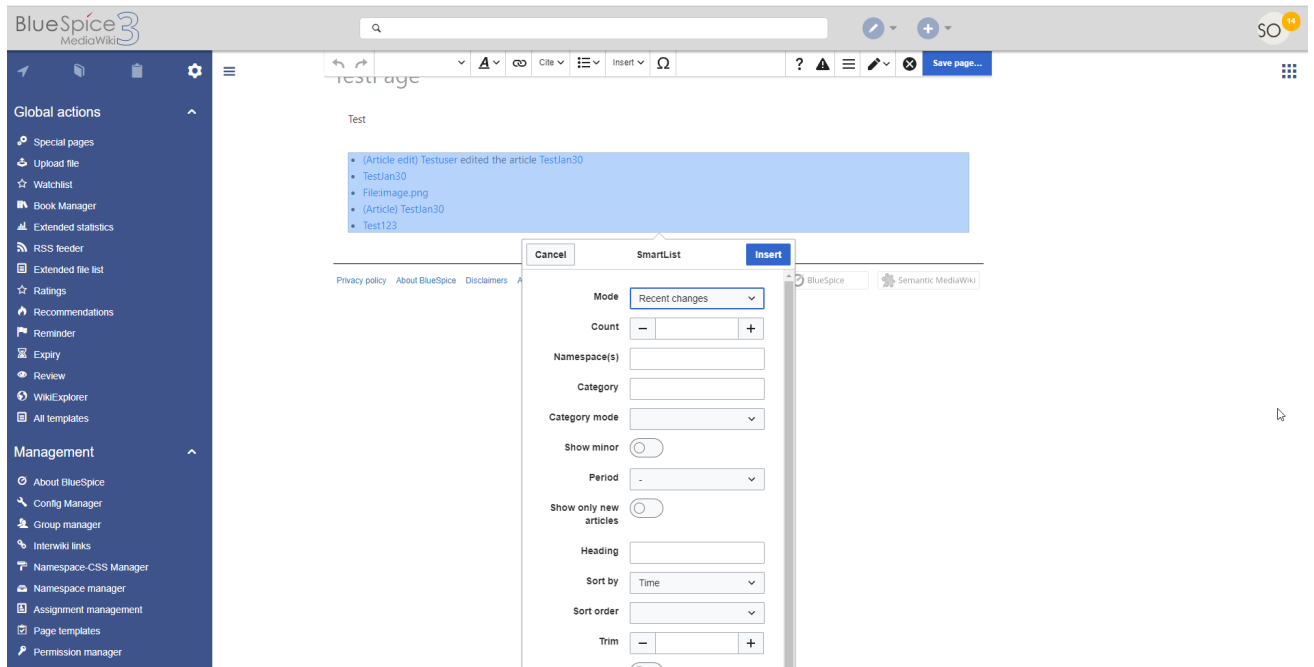 BlueSpice 3
MediaWiki
SO
14
A
Cite
Insert
Ω
?
Save page...
TestPage
Test
(Article edit) Testuser edited the article TestJan30
TestJan30
File:image.png
(Article) TestJan30
Test123
Global actions
Special pages
Upload file
Watchlist
Book Manager
Extended statistics
RSS feeder
Extended file list
Ratings
Recommendations
Reminder
Expiry
Review
WikiExplorer
All templates
Management
About BlueSpice
Config Manager
Group manager
Interwiki links
Namespace-CSS Manager
Namespace manager
Assignment management
Page templates
Permission manager
Privacy policy About BlueSpice Disclaimers A
BlueSpice
Semantic MediaWiki
Cancel SmartList Insert
Mode Recent changes
Count − +
Namespace(s)
Category
Category mode
Show minor
Period -
Show only new
articles
Heading
Sort by Time
Sort order
Trim − +